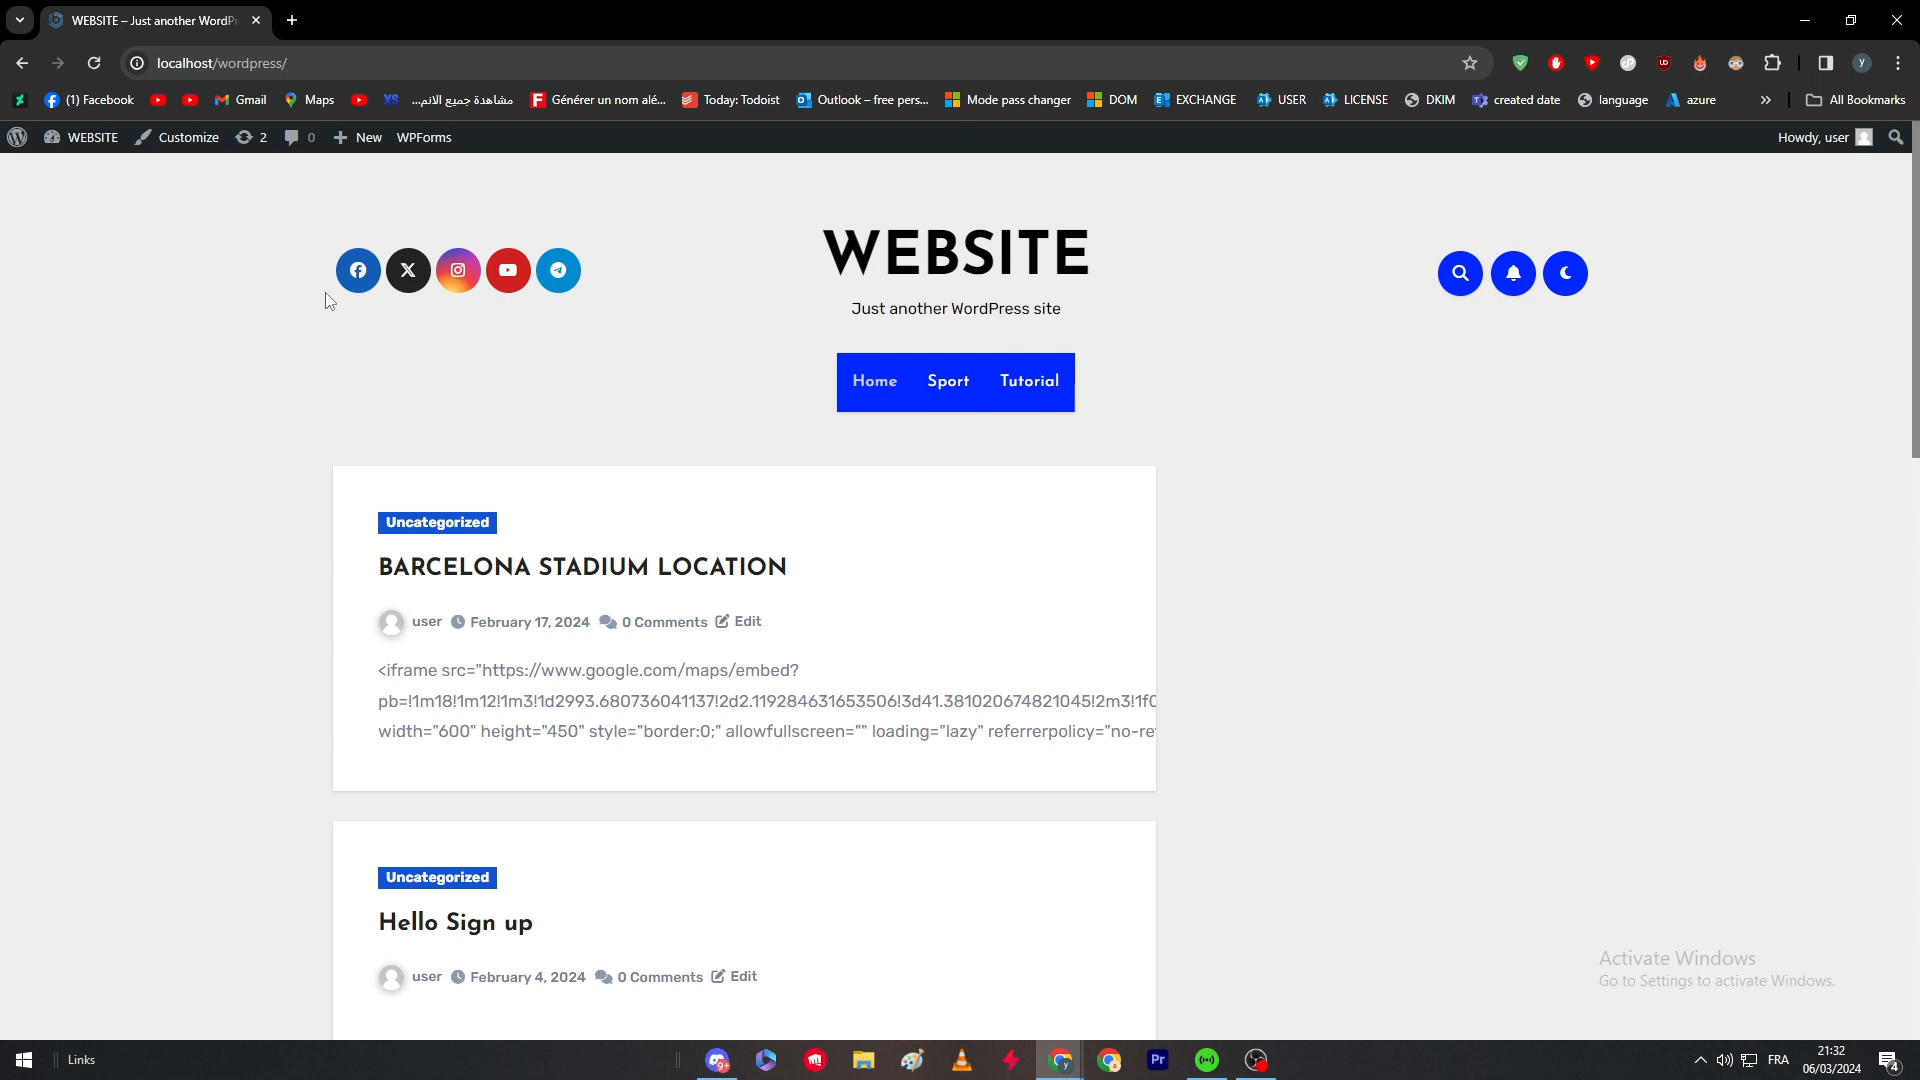 WEBSITE – Just another WordP
localhost/wordpress/
(1) Facebook
Gmail
Maps
مشاهدة جميع الانم...
Générer un nom alé...
Today: Todoist
Outlook – free pers...
Mode pass changer
DOM
EXCHANGE
USER
LICENSE
DKIM
created date
language
azure
»
All Bookmarks
WEBSITE
Customize
2
0
New
WPForms
Howdy, user
WEBSITE
Just another WordPress site
Home
Sport
Tutorial
Uncategorized
BARCELONA STADIUM LOCATION
user February 17, 2024 0 Comments Edit
<iframe src="https://www.google.com/maps/embed?
pb=!1m18!1m12!1m3!1d2993.680736041137!2d2.119284631653506!3d41.381020674821045!2m3!1f0
width="600" height="450" style="border:0;" allowfullscreen="" loading="lazy" referrerpolicy="no-re
Uncategorized
Hello Sign up
user February 4, 2024 0 Comments Edit
Activate Windows
Go to Settings to activate Windows.
Links
9+
Pr
FRA
21:32
06/03/2024
4